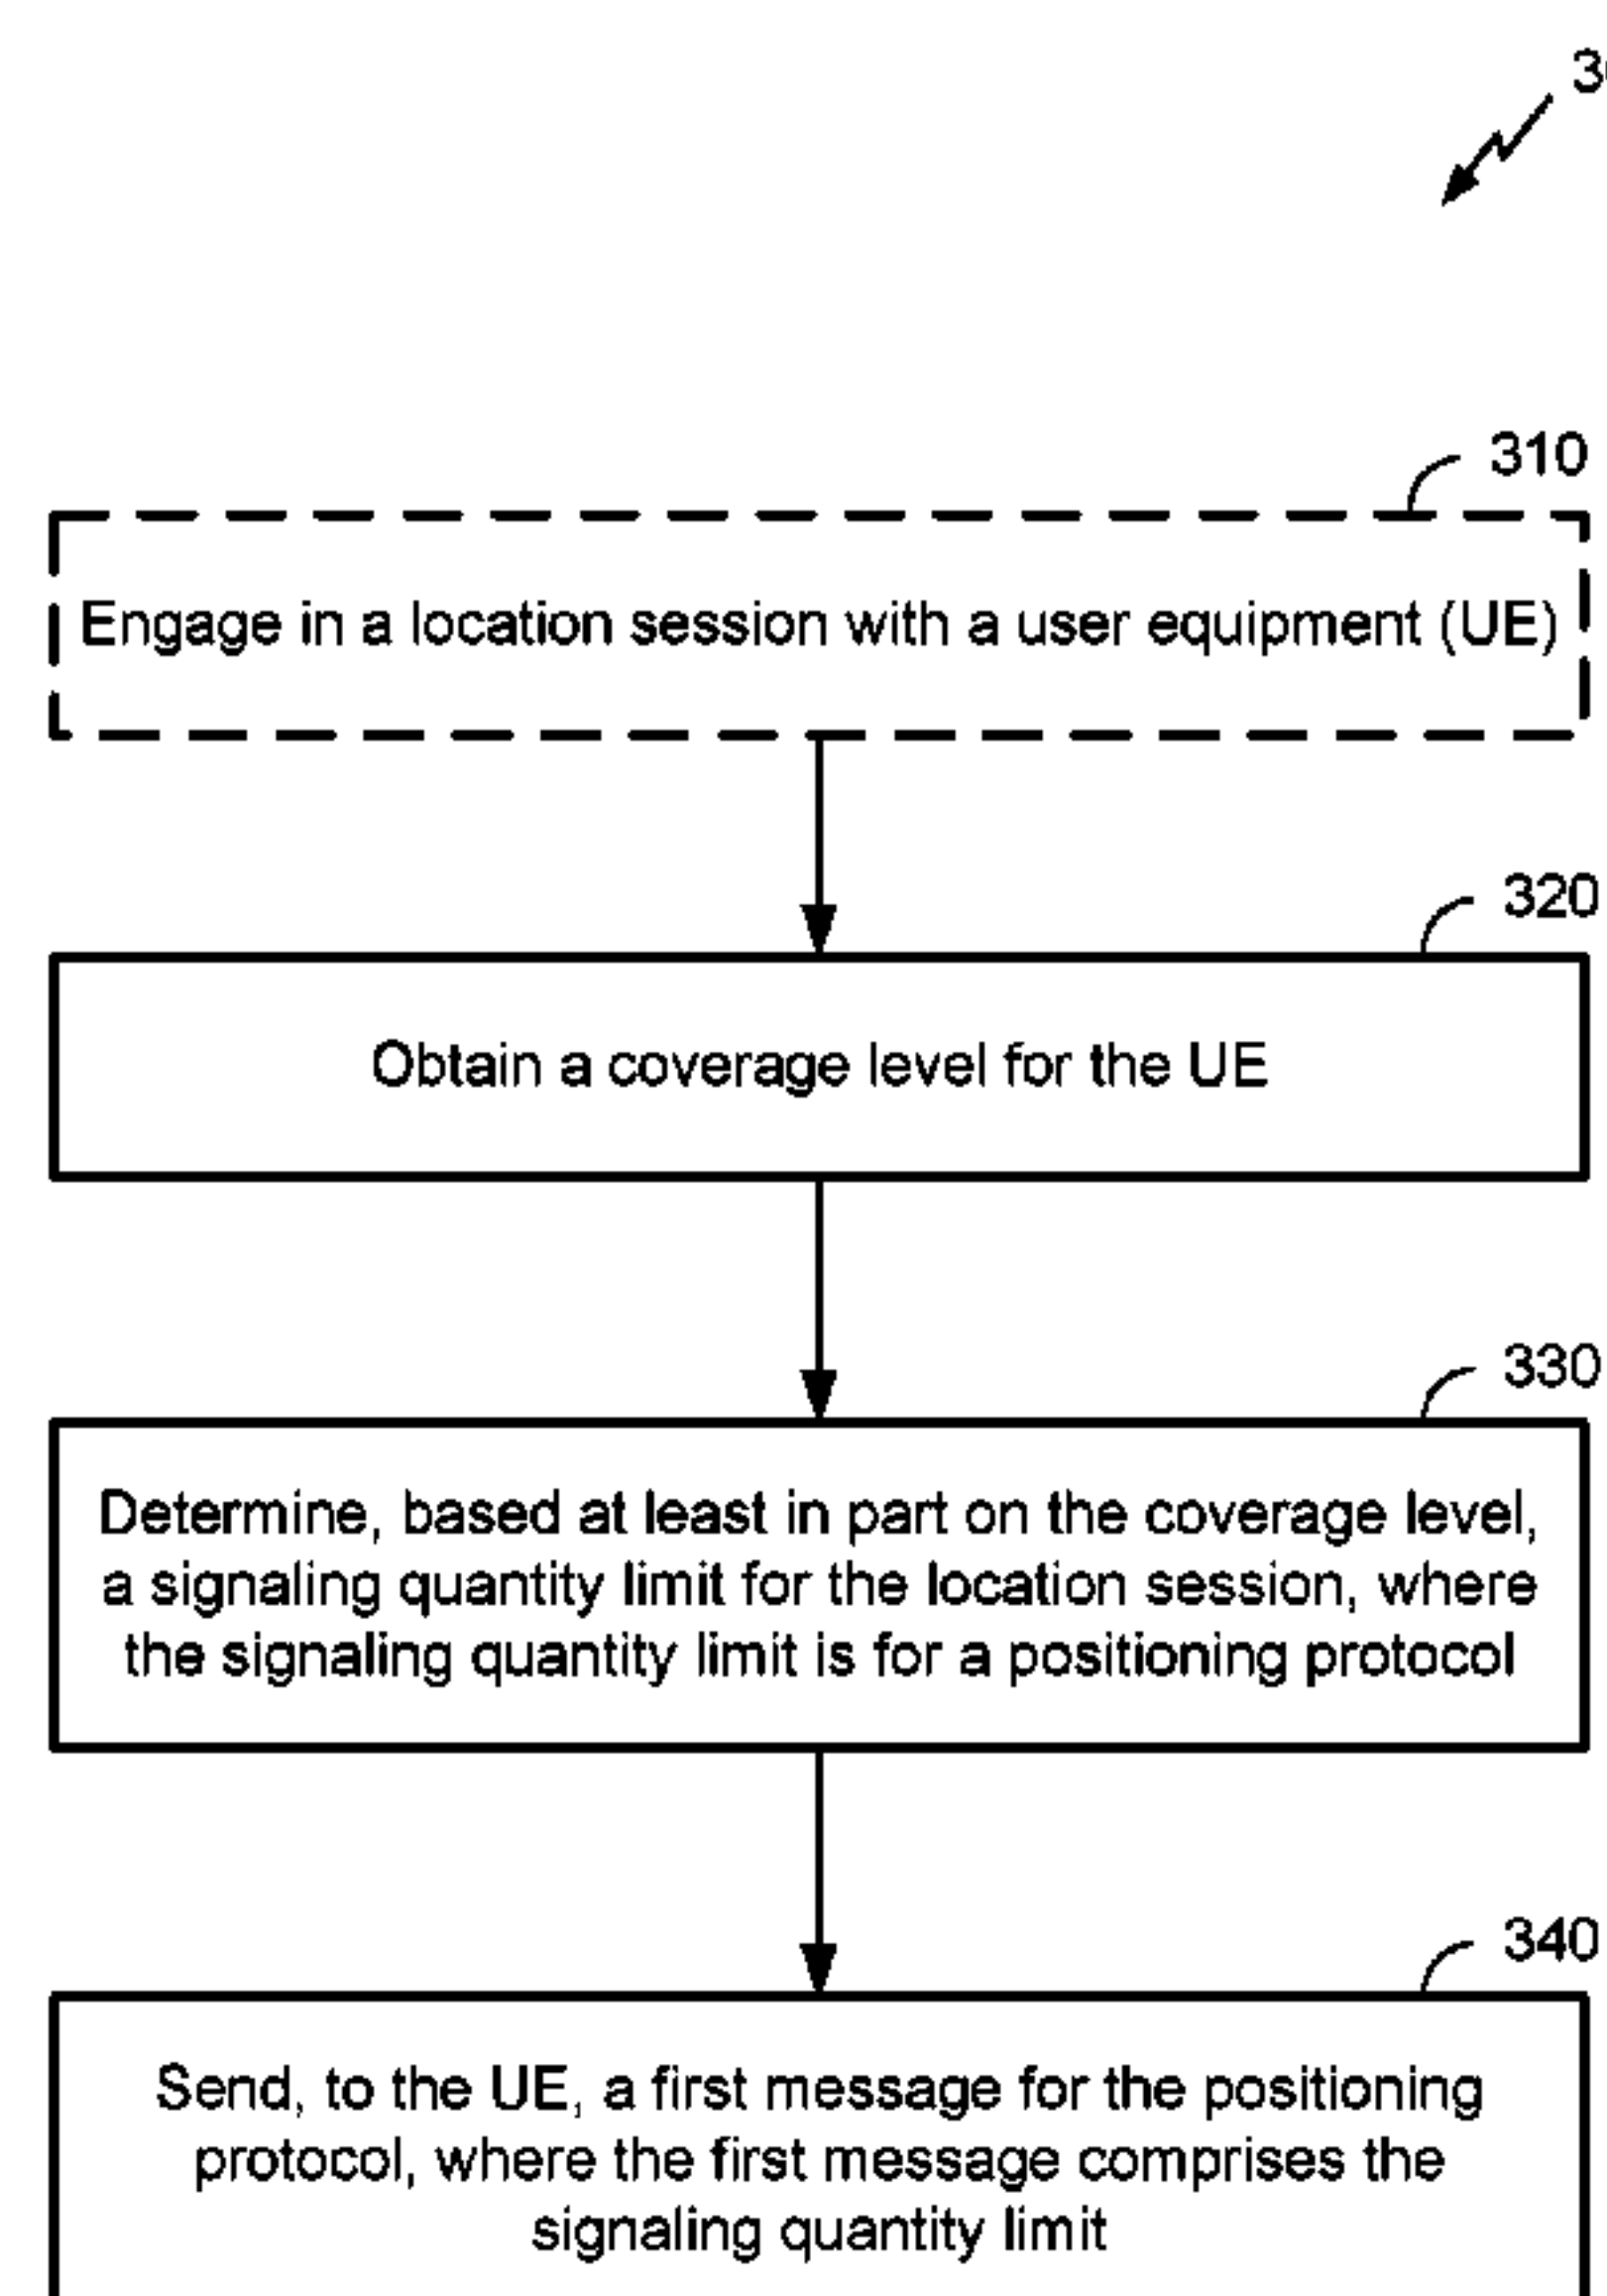 310
Engage in a location session with a user equipment (UE)
320
Obtain a coverage level for the UE
330
Determine, based at least in part on the coverage level,
a signaling quantity limit for the location session, where
the signaling quantity limit is for a positioning protocol
340
Send, to the UE, a first message for the positioning
protocol, where the first message comprises the
signaling quantity limit